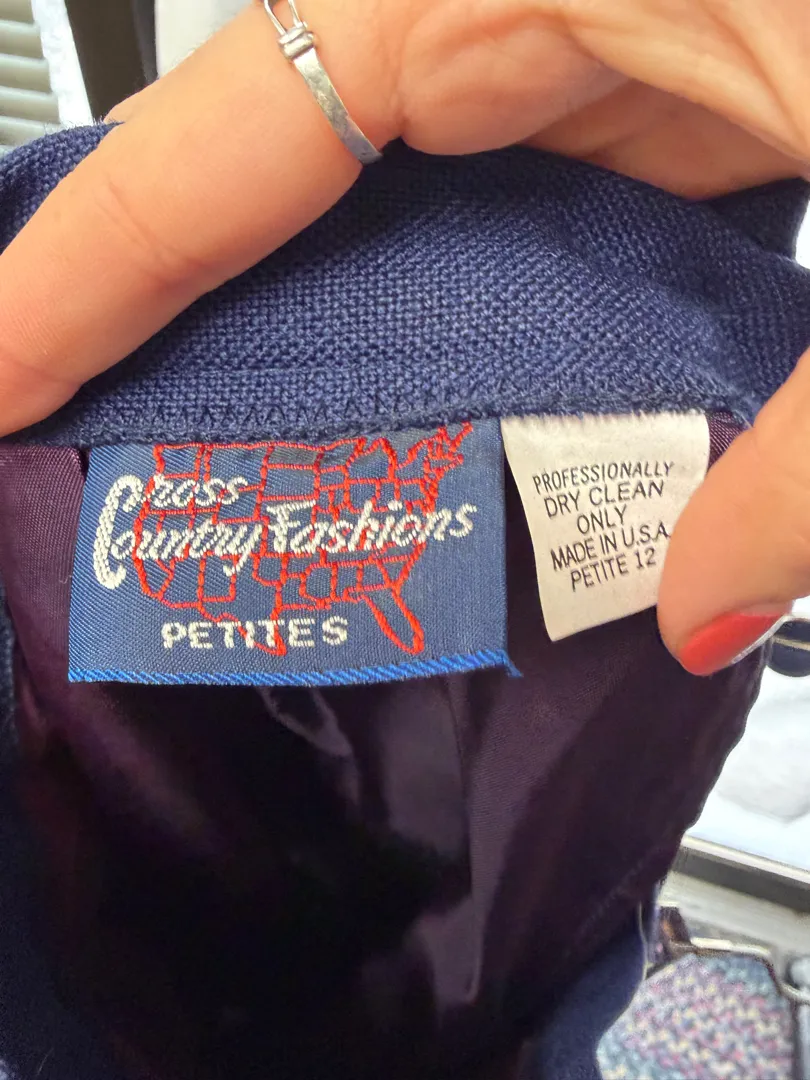 Cross
Country Fashions
PETITES
PROFESSIONALLY
DRY CLEAN
ONLY
MADE IN U.S.A.
PETITE 12